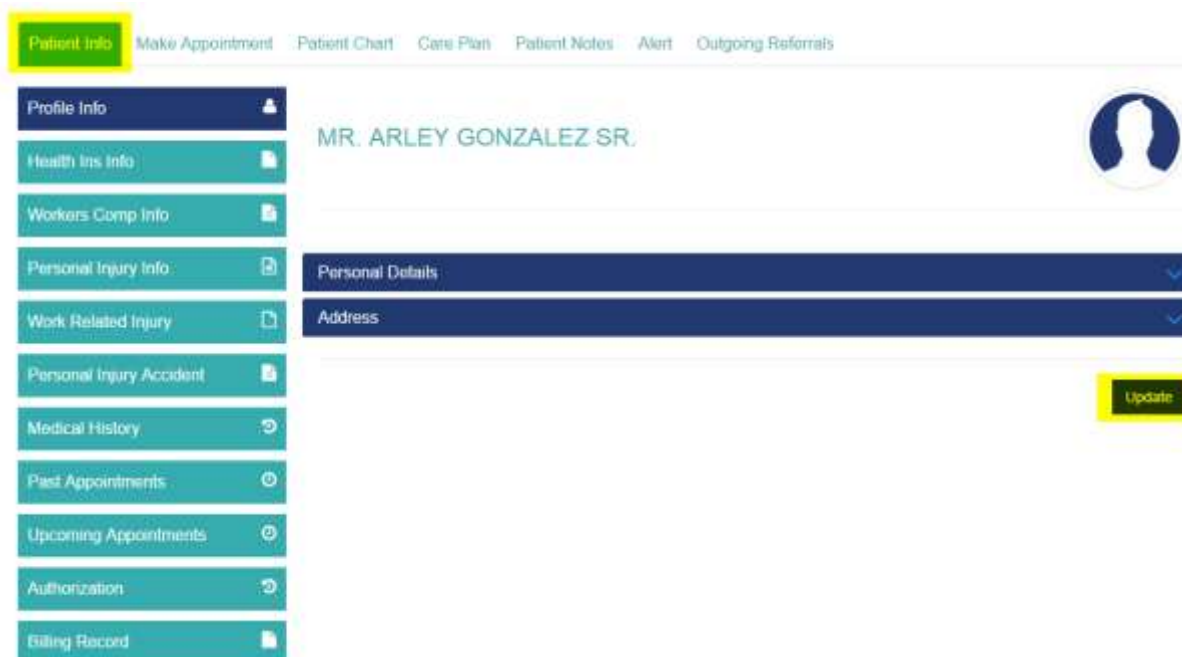 Patient Info Make Appointment Patient Chart Care Plan Patient Notes Alert Outgoing Referrals
Profile Info
MR. ARLEY GONZALEZ SR.
Health Ins Info
Workers Comp Info
Personal Injury Info
Personal Details
Work Related Injury
Address
Personal Injury Accident
Update
Medical History
Past Appointments
Upcoming Appointments
Authorization
Billing Record